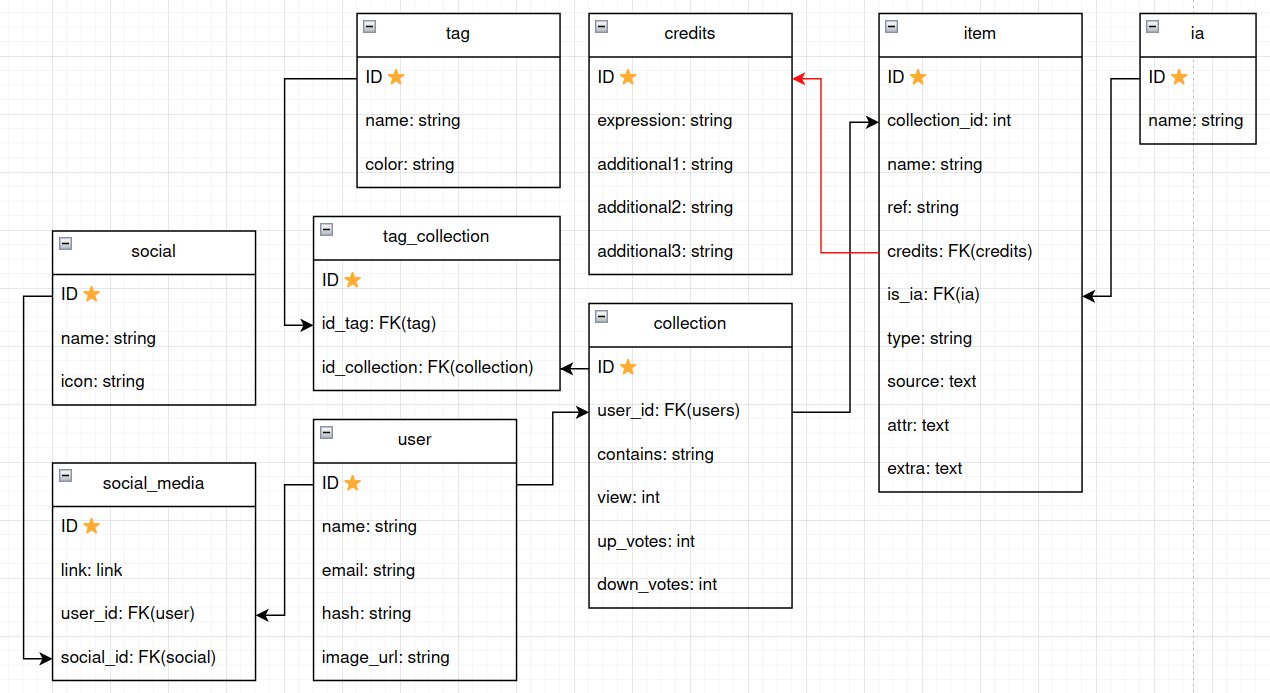 tag
ID
name: string
color: string
credits
ID
expression: string
additional1: string
additional2: string
additional3: string
item
ID
collection_id: int
name: string
ref: string
credits: FK(credits)
is_ia: FK(ia)
type: string
source: text
attr: text
extra: text
ia
ID
name: string
social
ID
name: string
icon: string
tag_collection
ID
id_tag: FK(tag)
id_collection: FK(collection)
collection
ID
user_id: FK(users)
contains: string
view: int
up_votes: int
down_votes: int
social_media
ID
link: link
user_id: FK(user)
social_id: FK(social)
user
ID
name: string
email: string
hash: string
image_url: string